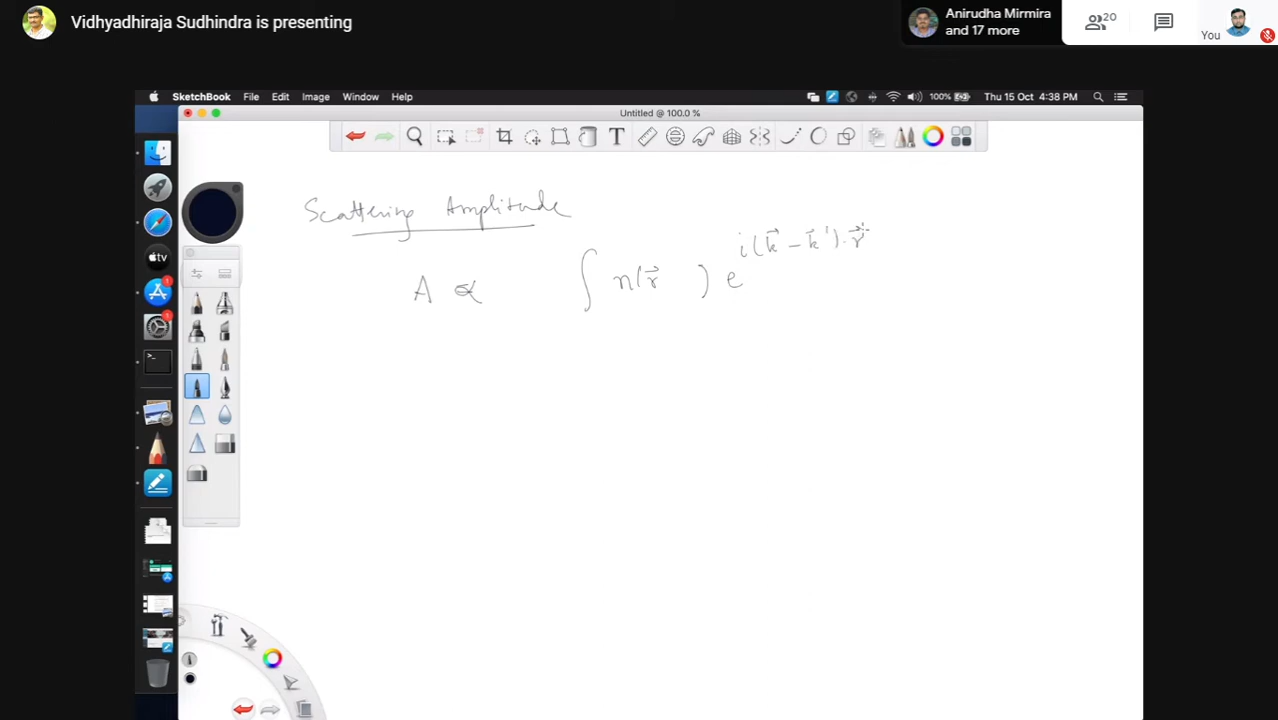 Vidhyadhiraja Sudhindra is presenting
Anirudha Mirmira
and 17 more
20
You
SketchBook File Edit Image Window Help
100%
Thu 15 Oct 4:38 PM
Untitled @ 100.0 %
T
tv
Scattering Amplitude
A ∝ ∫ n(r⃗ ) e^{i(k⃗ - k⃗')·r⃗}